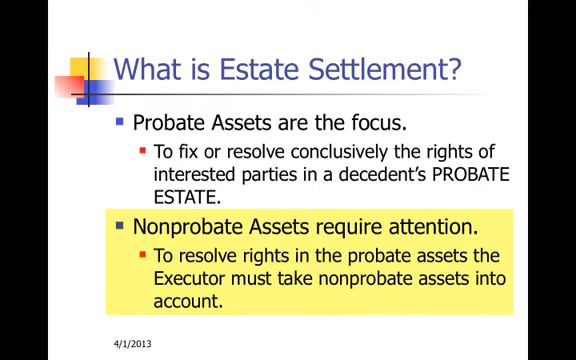 What is Estate Settlement?
Probate Assets are the focus.
To fix or resolve conclusively the rights of
interested parties in a decedent's PROBATE
ESTATE.
Nonprobate Assets require attention.
To resolve rights in the probate assets the
Executor must take nonprobate assets into
account.
4/1/2013